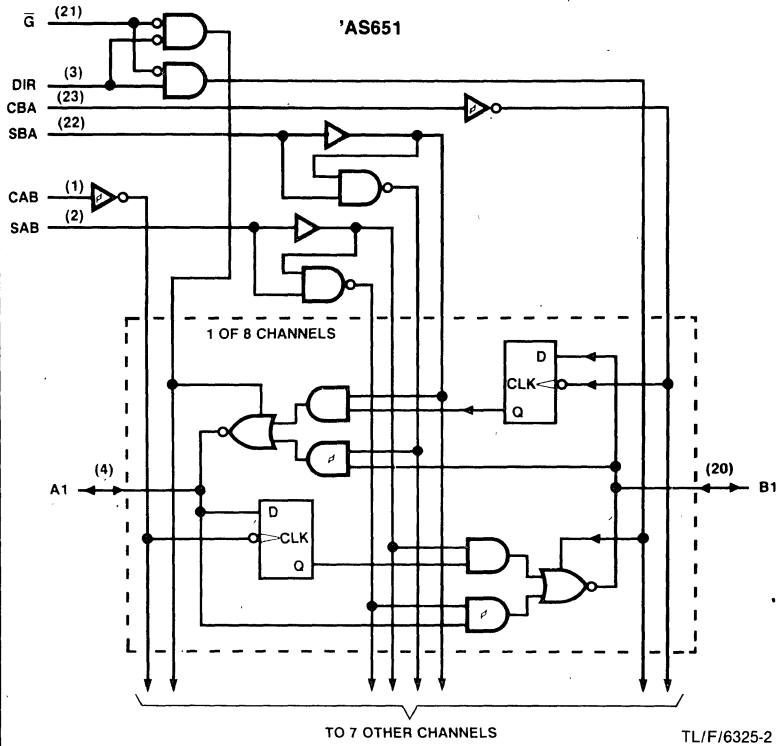 'AS651
G̅ (21)
DIR (3)
CBA (23)
SBA (22)
CAB (1)
SAB (2)
1 OF 8 CHANNELS
D
CLK
Q
A1 (4)
(20) B1
D
CLK
Q
TO 7 OTHER CHANNELS
TL/F/6325-2